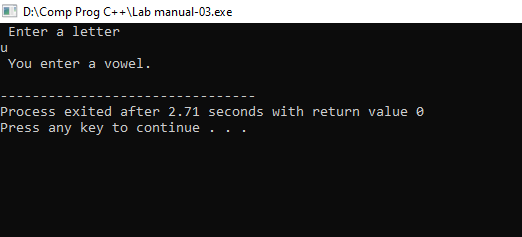 D:\Comp Prog C++\Lab manual-03.exe
Enter a letter
u
You enter a vowel.
--------------------------------
Process exited after 2.71 seconds with return value 0
Press any key to continue . . .